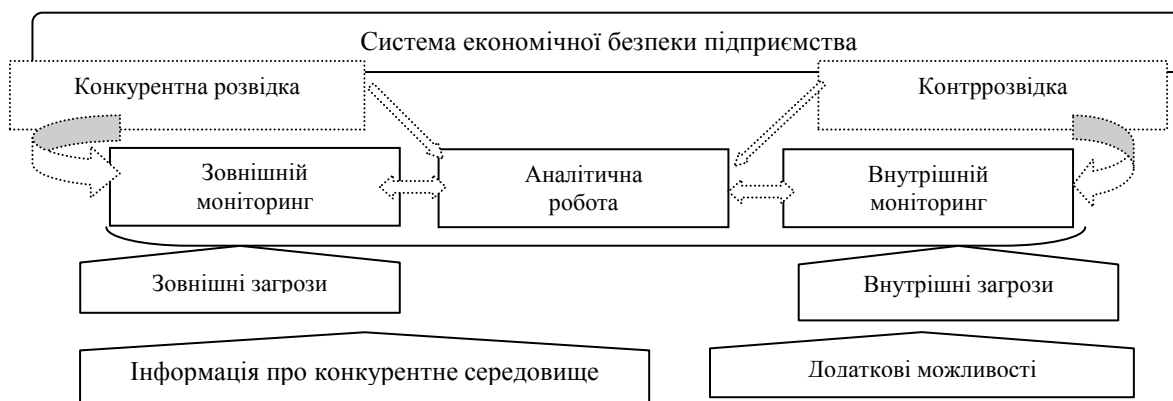 Система економічної безпеки підприємства
Конкурентна розвідка
Контррозвідка
Зовнішній
моніторинг
Аналітична
робота
Внутрішній
моніторинг
Зовнішні загрози
Внутрішні загрози
Інформація про конкурентне середовище
Додаткові можливості